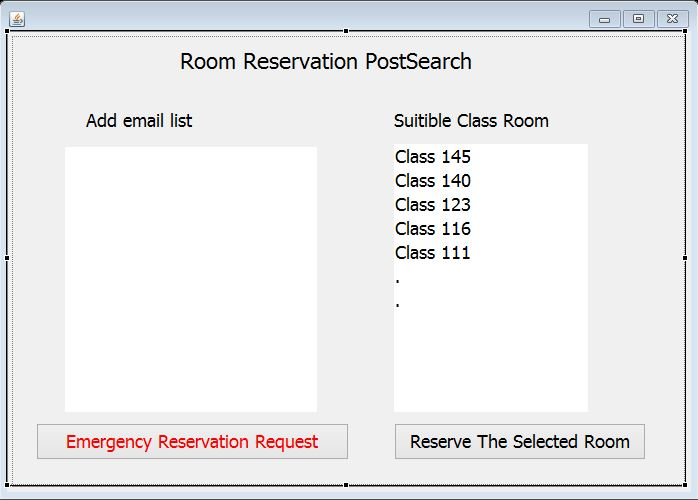 Room Reservation PostSearch
Add email list
Suitible Class Room
Class 145
Class 140
Class 123
Class 116
Class 111
.
.
Emergency Reservation Request
Reserve The Selected Room